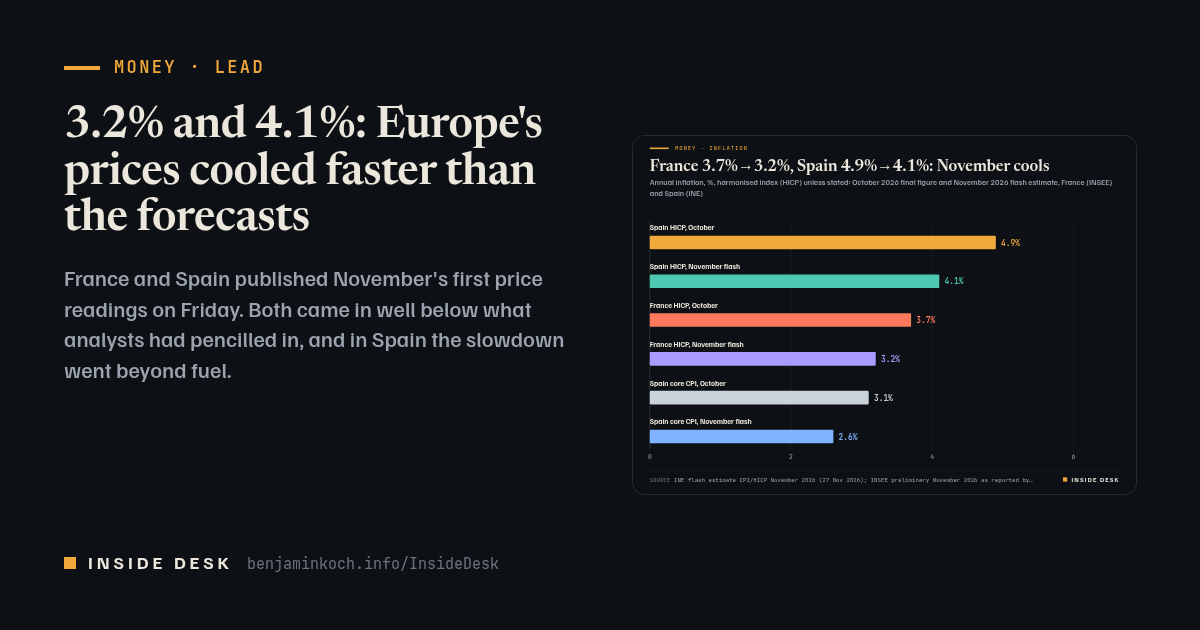 MONEY · LEAD
3.2% and 4.1%: Europe's
prices cooled faster than
the forecasts
France and Spain published November's first price
readings on Friday. Both came in well below what
analysts had pencilled in, and in Spain the slowdown
went beyond fuel.
INSIDE DESK benjaminkoch.info/InsideDesk
MONEY · INFLATION
France 3.7%→3.2%, Spain 4.9%→4.1%: November cools
Annual inflation, %, harmonised index (HICP) unless stated: October 2026 final figure and November 2026 flash estimate, France (INSEE)
and Spain (INE)
Spain HICP, October
4.9%
Spain HICP, November flash
4.1%
France HICP, October
3.7%
France HICP, November flash
3.2%
Spain core CPI, October
3.1%
Spain core CPI, November flash
2.6%
0 2 4 6
SOURCE INE flash estimate CPI/HICP November 2026 (27 Nov 2026); INSEE preliminary November 2026 as reported by…
INSIDE DESK